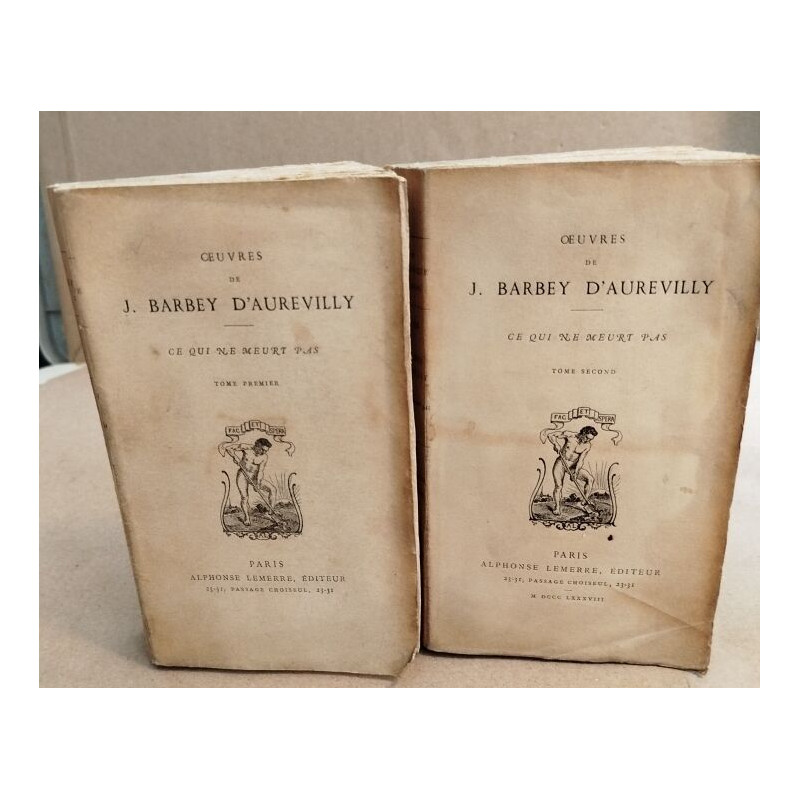 ŒUVRES
DE
J. BARBEY D'AUREVILLY
CE QUI NE MEURT PAS
TOME PREMIER
FAC ET SPERA
PARIS
ALPHONSE LEMERRE, ÉDITEUR
23-31, PASSAGE CHOISEUL, 23-31
ŒUVRES
DE
J. BARBEY D'AUREVILLY
CE QUI NE MEURT PAS
TOME SECOND
FAC ET SPERA
PARIS
ALPHONSE LEMERRE, ÉDITEUR
23-31, PASSAGE CHOISEUL, 23-31
M DCCC LXXXVIII